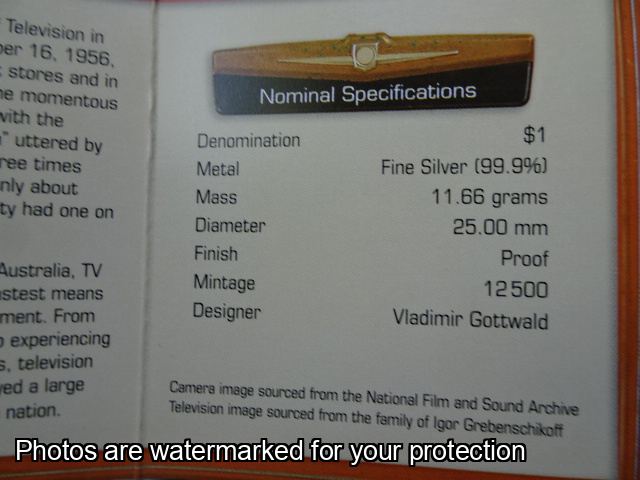 Television in
ber 16, 1956,
stores and in
he momentous
with the
" uttered by
ree times
nly about
ty had one on
Australia, TV
astest means
ment. From
experiencing
s, television
yed a large
nation.
Nominal Specifications
Denomination $1
Metal Fine Silver (99.9%)
Mass 11.66 grams
Diameter 25.00 mm
Finish Proof
Mintage 12500
Designer Vladimir Gottwald
Camera image sourced from the National Film and Sound Archive
Television image sourced from the family of Igor Grebenschikoff
Photos are watermarked for your protection